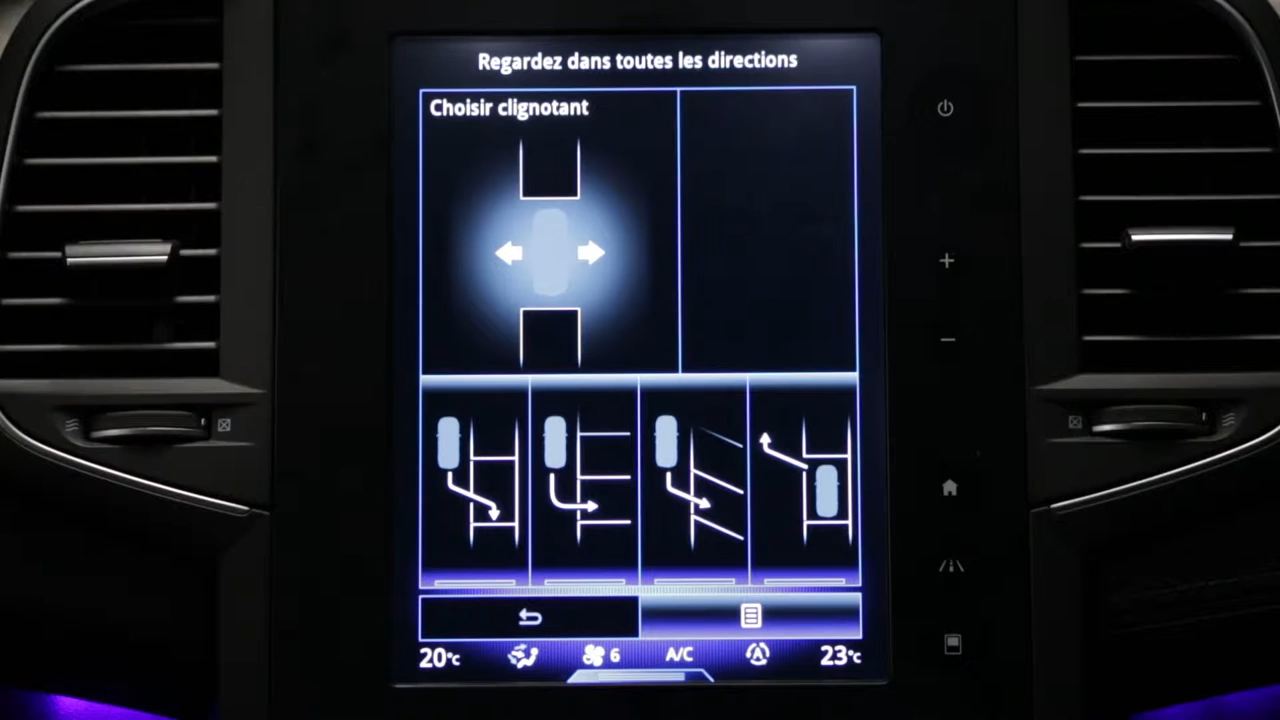 Regardez dans toutes les directions
Choisir clignotant
20°c 6 A/C 23°c